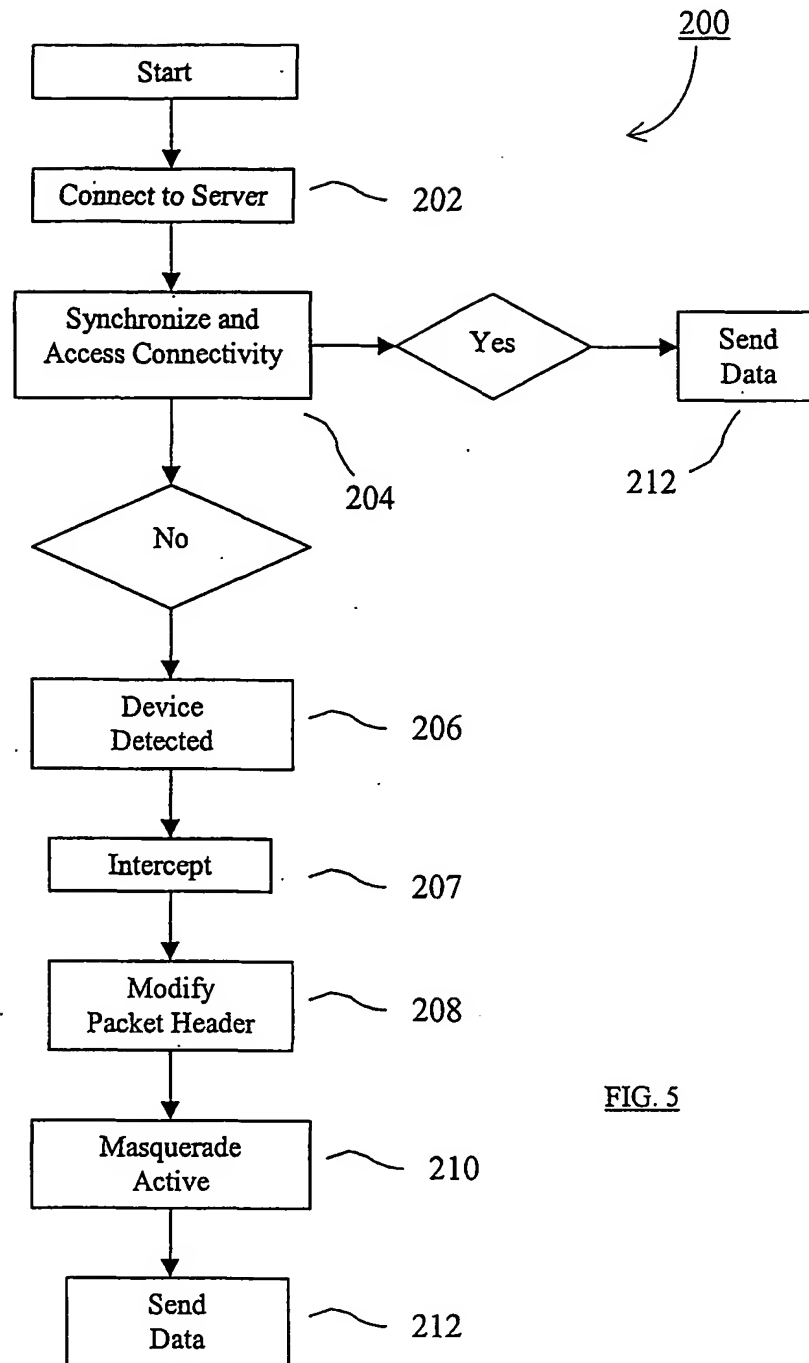 200
Start
Connect to Server
202
Synchronize and
Access Connectivity
Yes
Send
Data
204
212
No
Device
Detected
206
Intercept
207
Modify
Packet Header
208
FIG. 5
Masquerade
Active
210
Send
Data
212